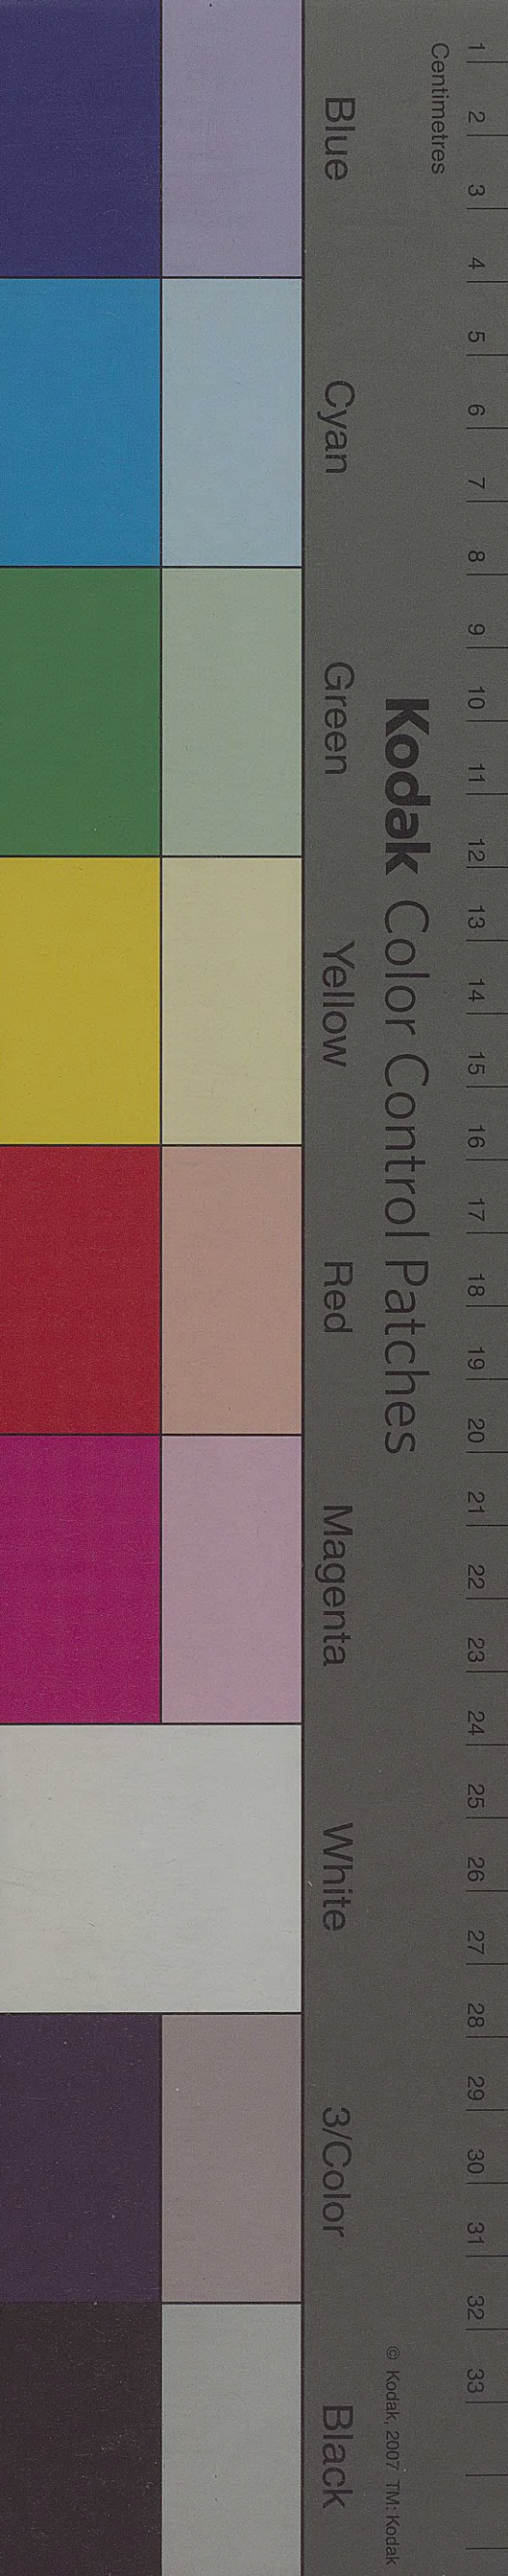 Centimetres
1 2 3 4 5 6 7 8 9 10 11 12 13 14 15 16 17 18 19 20 21 22 23 24 25 26 27 28 29 30 31 32 33
Kodak Color Control Patches
© Kodak, 2007 TM: Kodak
Blue Cyan Green Yellow Red Magenta White 3/Color Black